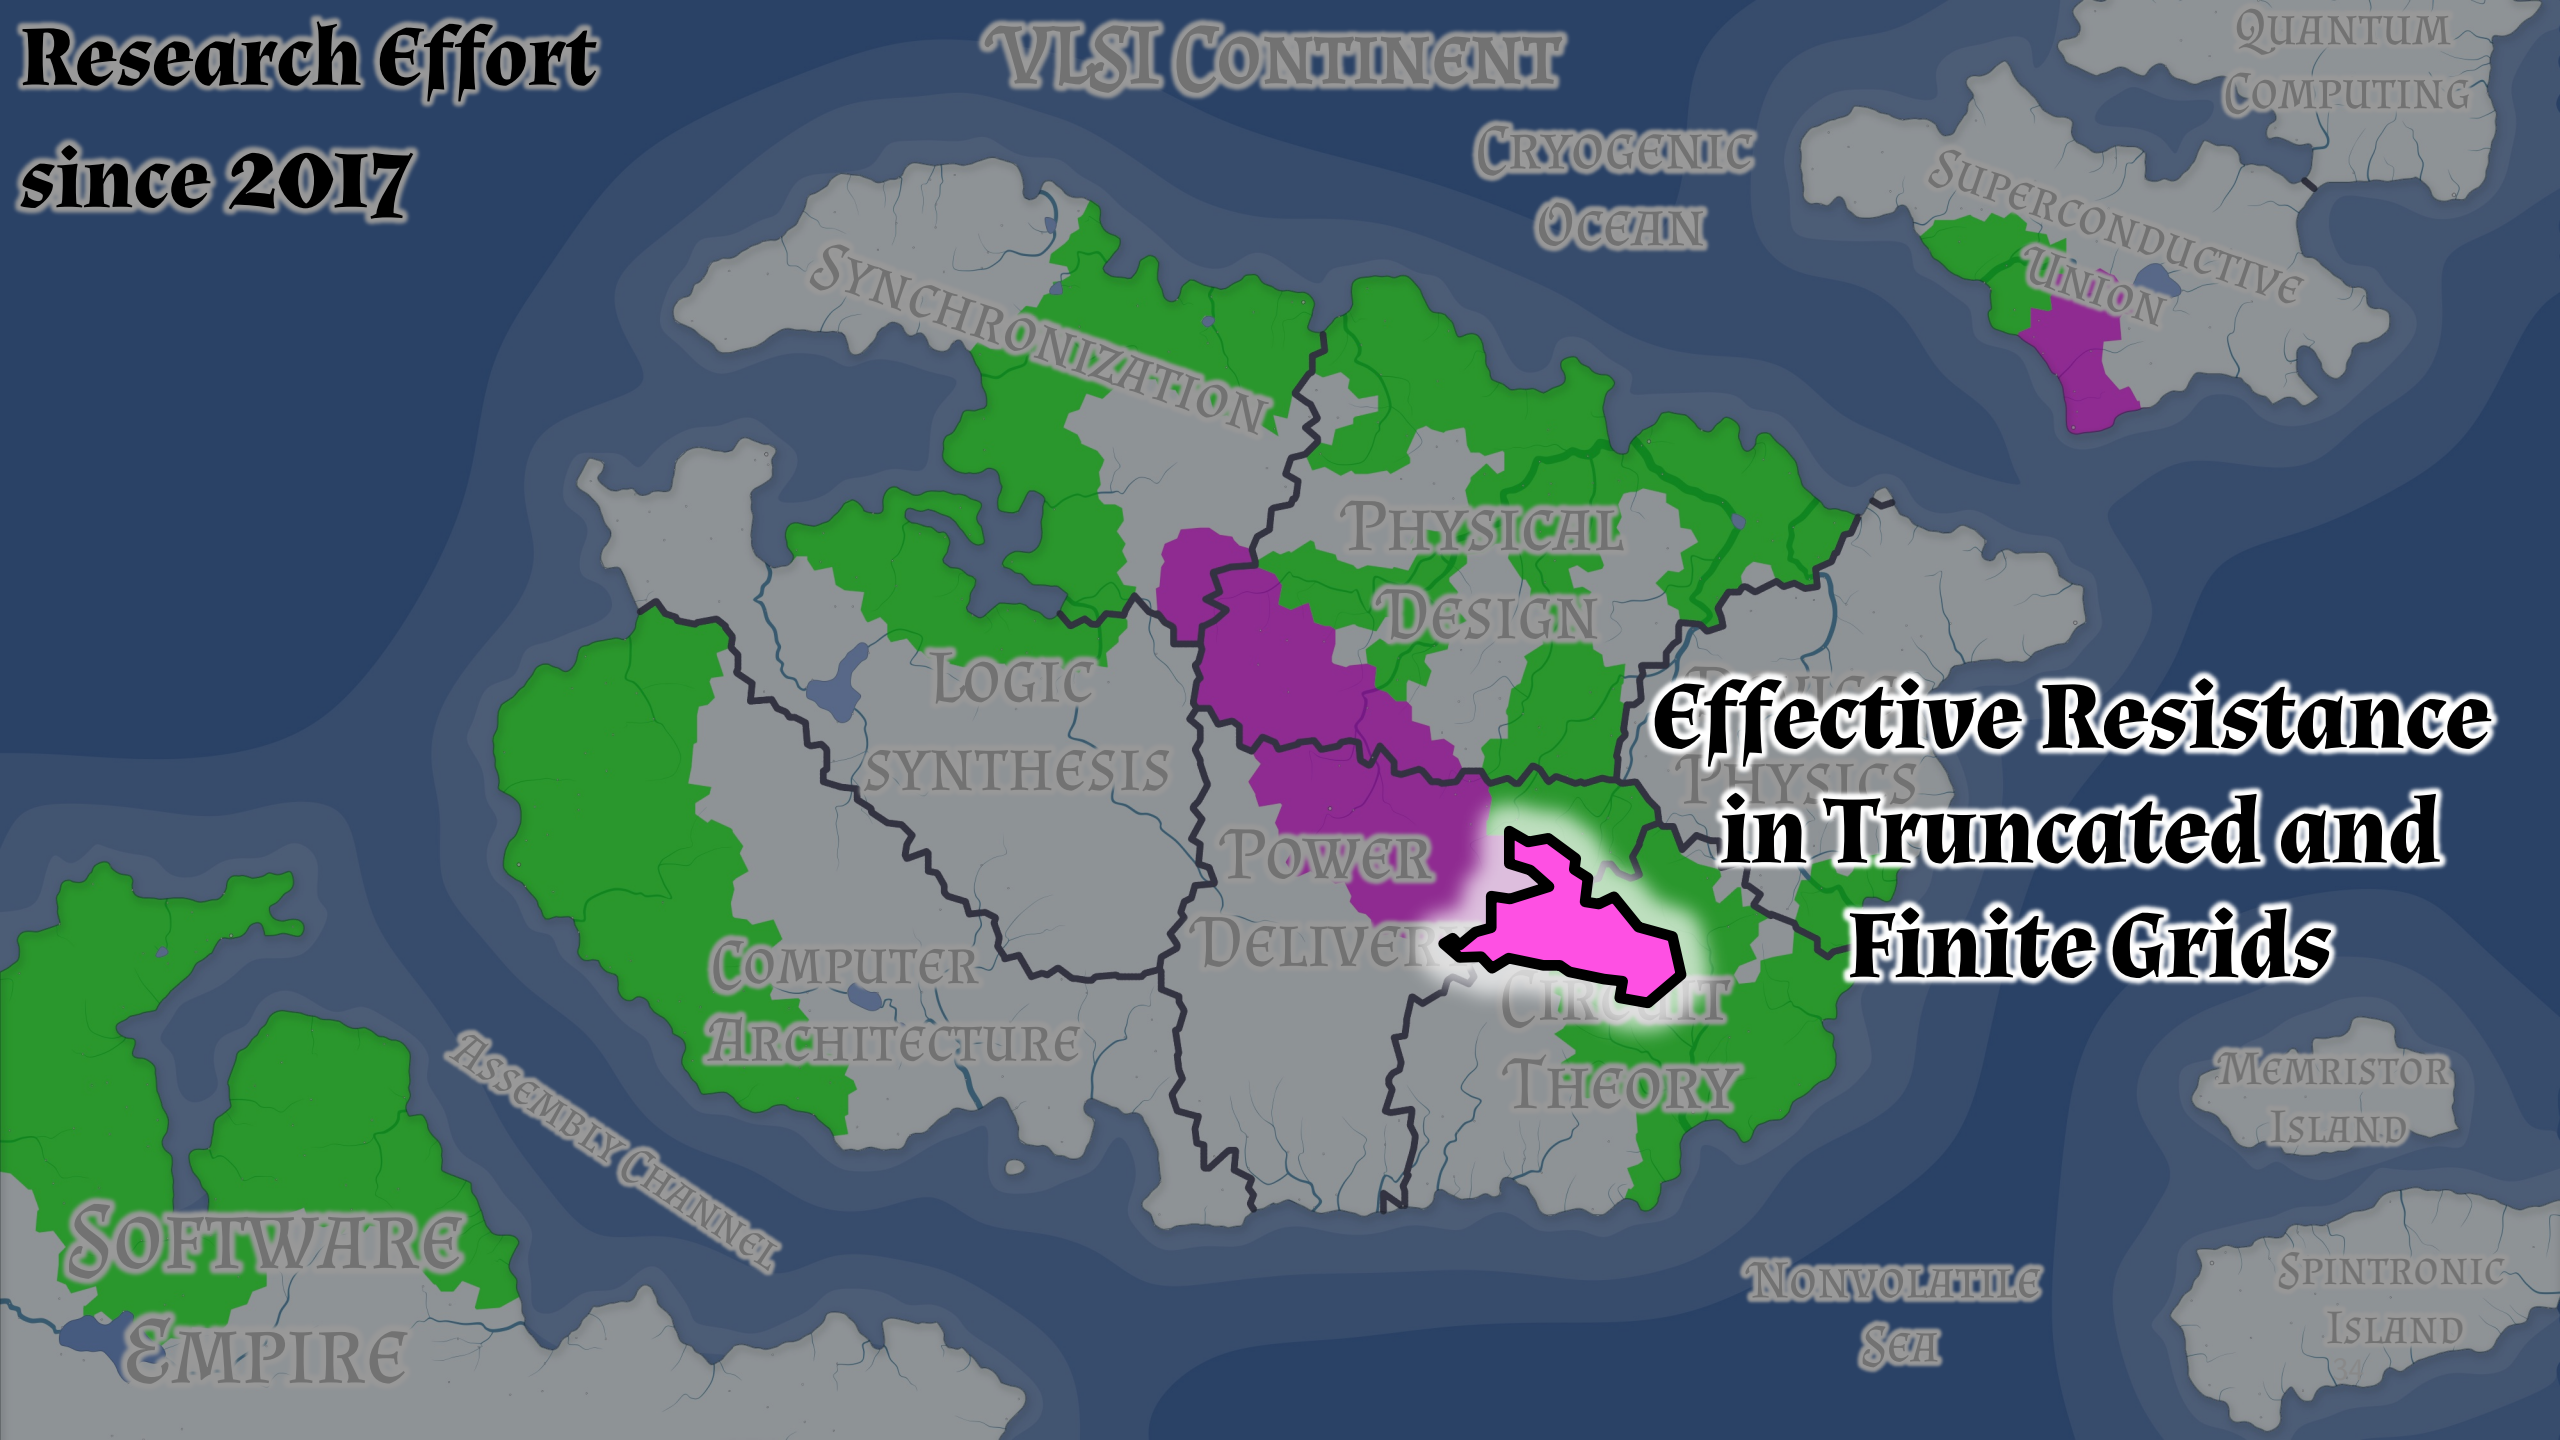 Research Effort
since 2017
VLSI Continent
Cryogenic
Ocean
Quantum
Computing
Superconductive
Union
Synchronization
Physical
Design
Logic
synthesis
Physics
Effective Resistance
in Truncated and
Finite Grids
Power
Delivery
Computer
Architecture
Circuit
Theory
Assembly Channel
Software
Empire
Memristor
Island
Nonvolatile
Sea
Spintronic
Island
34